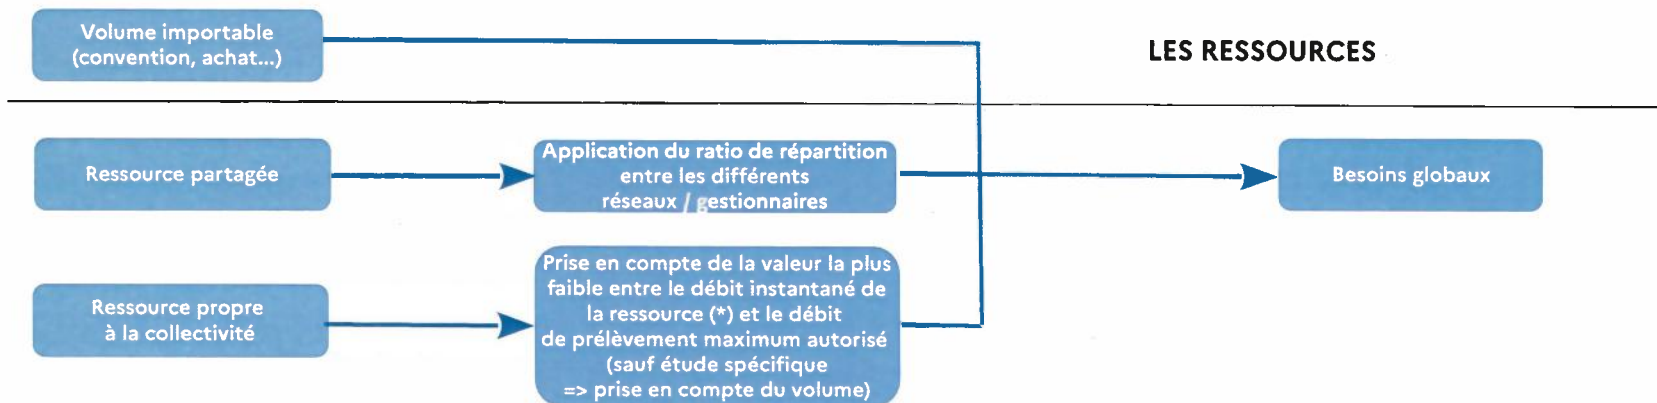 Volume importable
(convention, achat...)
LES RESSOURCES
Ressource partagée
Application du ratio de répartition
entre les différents
réseaux / gestionnaires
Besoins globaux
Ressource propre
à la collectivité
Prise en compte de la valeur la plus
faible entre le débit instantané de
la ressource (*) et le débit
de prélèvement maximum autorisé
(sauf étude spécifique
=> prise en compte du volume)